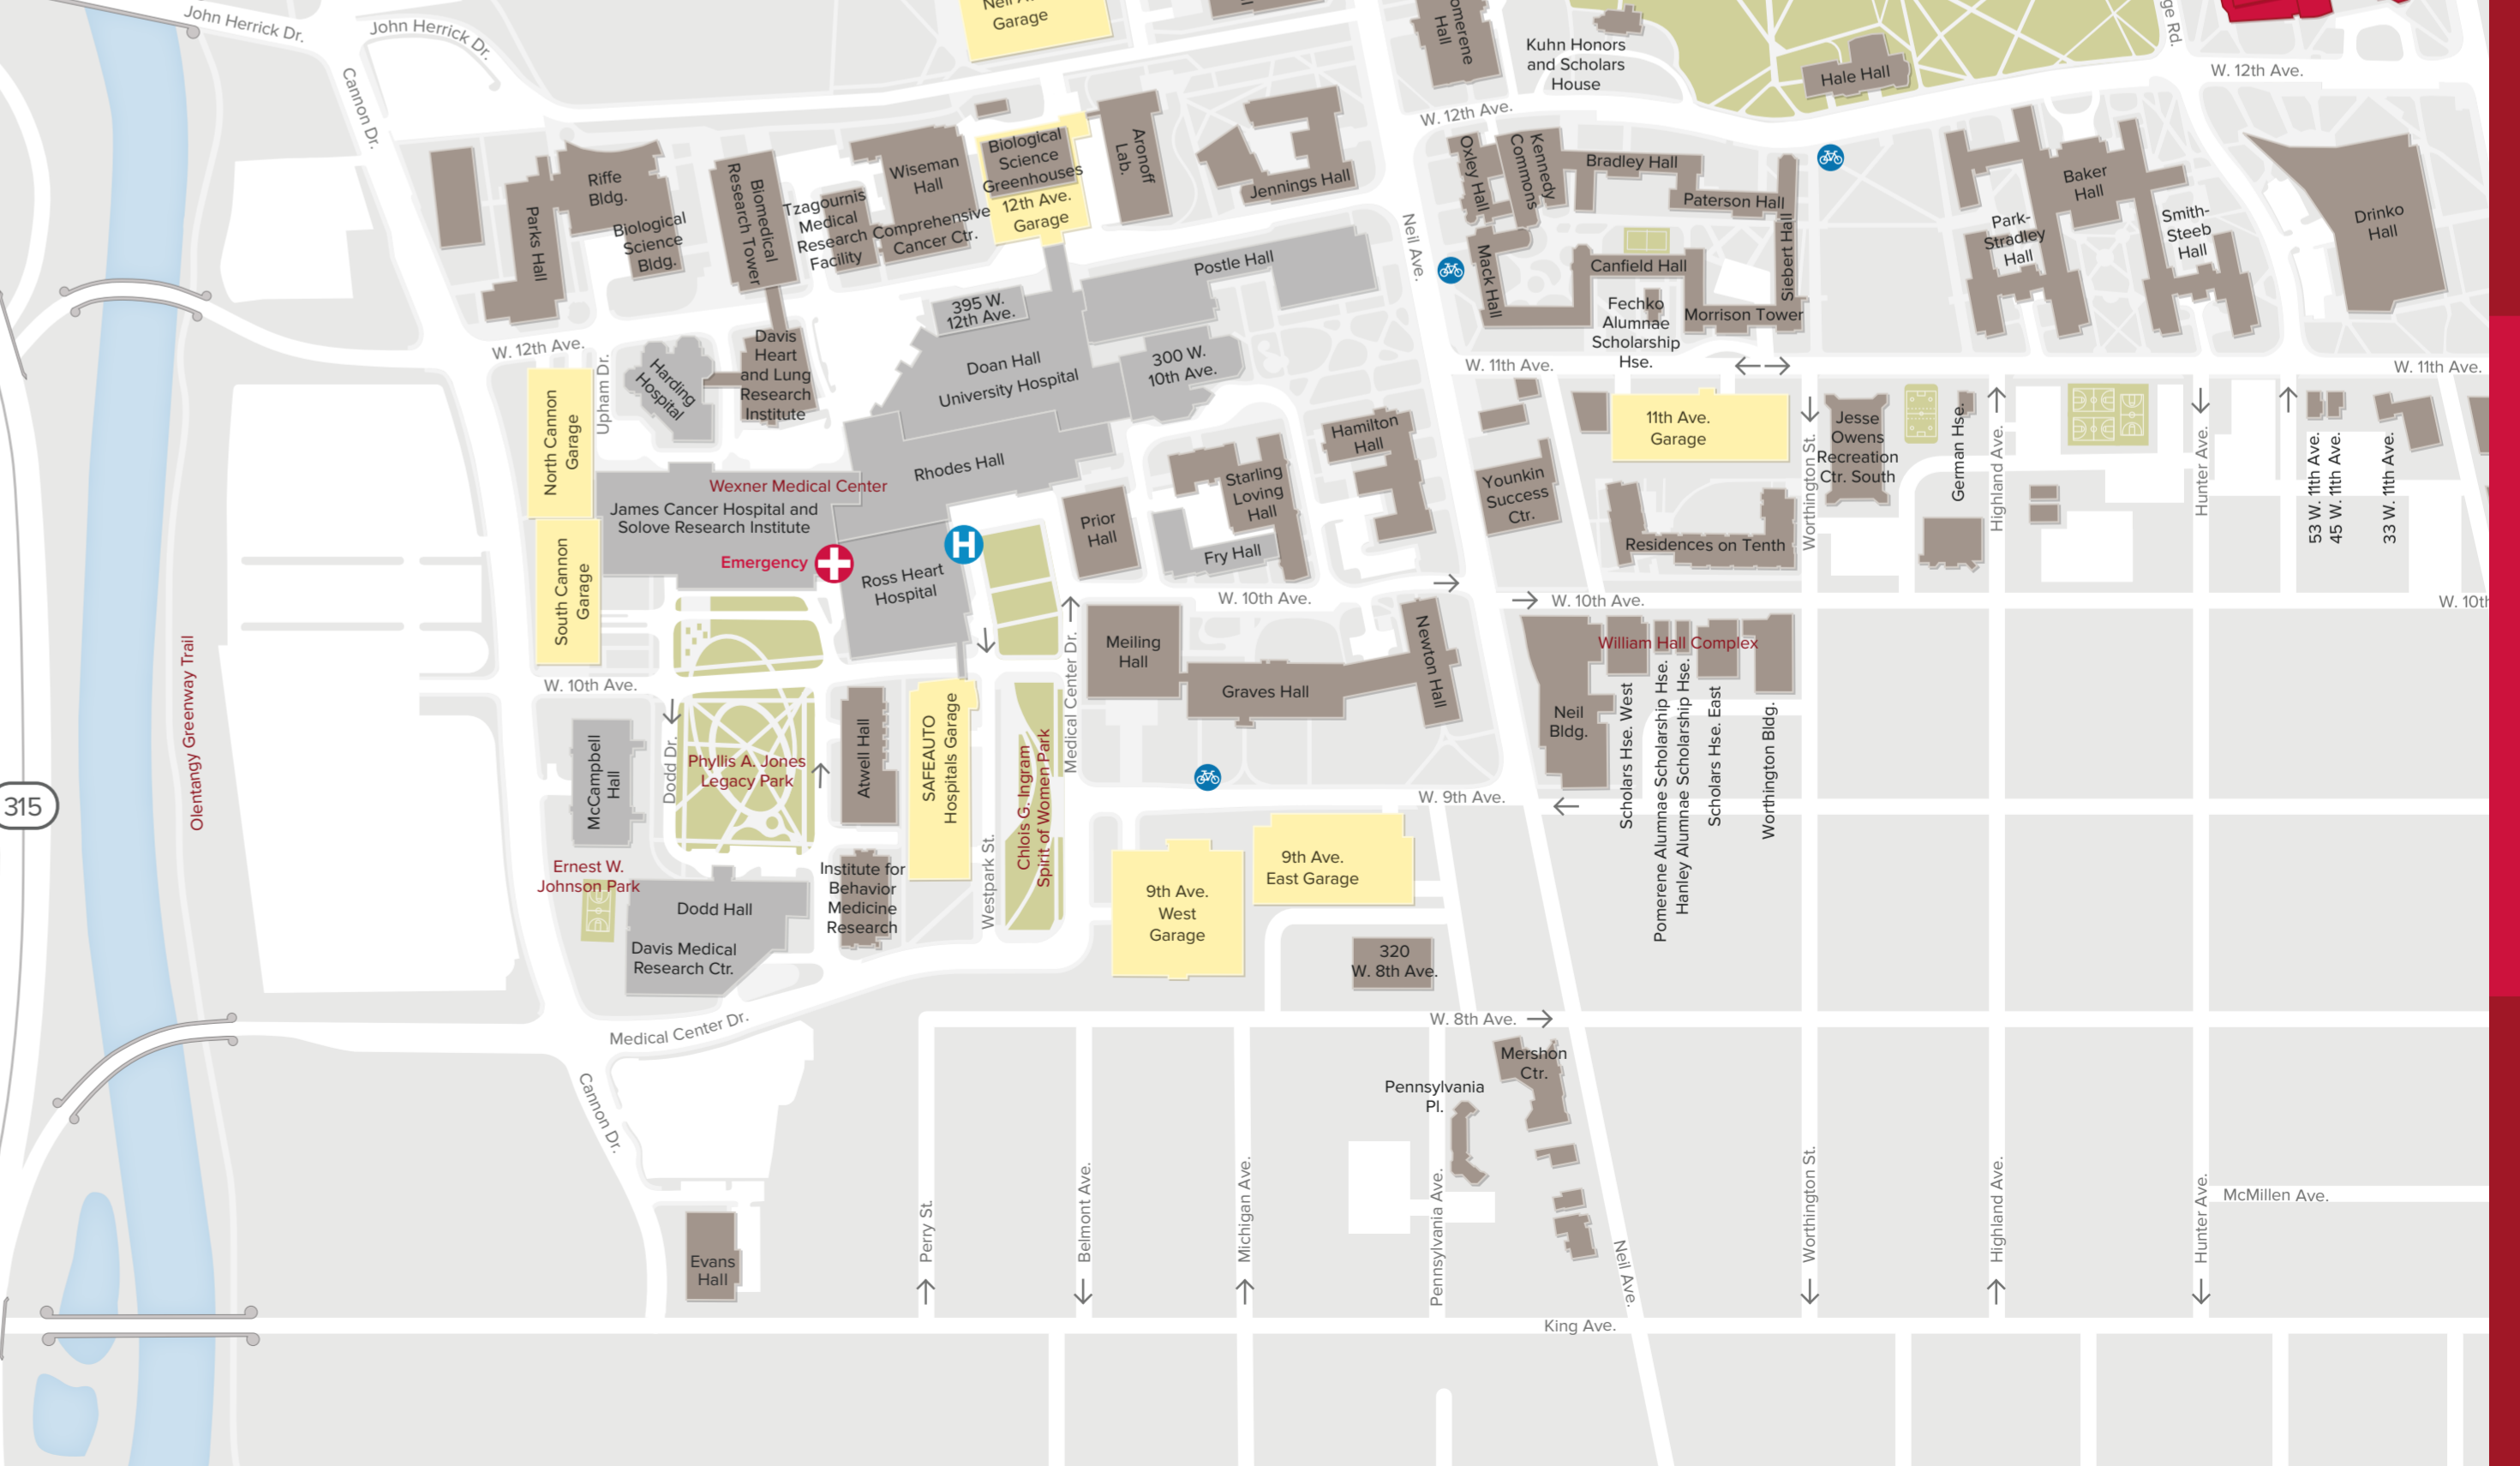 John Herrick Dr.
John Herrick Dr.
Cannon Dr.
Garage
Hall
Kuhn Honors
and Scholars
House
Hale Hall
W. 12th Ave.
W. 12th Ave.
Riffe
Bldg.
Parks Hall
Biological
Science
Bldg.
Biomedical
Research Tower
Tzagournis
Medical
Research
Facility
Wiseman
Hall
Comprehensive
Cancer Ctr.
Biological
Science
Greenhouses
12th Ave.
Garage
Aronoff
Lab.
Jennings Hall
Neil Ave.
Oxley Hall
Kennedy
Commons
Bradley Hall
Paterson Hall
Siebert Hall
Mack Hall
Canfield Hall
Fechko
Alumnae
Scholarship
Hse.
Morrison Tower
Park-
Stradley
Hall
Baker
Hall
Smith-
Steeb
Hall
Drinko
Hall
Postle Hall
395 W.
12th Ave.
Doan Hall
University Hospital
300 W.
10th Ave.
W. 12th Ave.
Upham Dr.
Harding
Hospital
Davis
Heart
and Lung
Research
Institute
W. 11th Ave.
W. 11th Ave.
North Cannon
Garage
South Cannon
Garage
Rhodes Hall
Wexner Medical Center
James Cancer Hospital and
Solove Research Institute
Emergency
H
Ross Heart
Hospital
Prior
Hall
Starling
Loving
Hall
Fry Hall
Hamilton
Hall
Younkin
Success
Ctr.
11th Ave.
Garage
Residences on Tenth
Worthington St.
Jesse
Owens
Recreation
Ctr. South
German Hse.
Highland Ave.
Hunter Ave.
53 W. 11th Ave.
45 W. 11th Ave.
33 W. 11th Ave.
W. 10th Ave.
W. 10th Ave.
W. 10th
W. 10th Ave.
Olentangy Greenway Trail
315
McCampbell
Hall
Dodd Dr.
Phyllis A. Jones
Legacy Park
Atwell Hall
SAFEAUTO
Hospitals Garage
Westpark St.
Chlois G. Ingram
Spirit of Women Park
Medical Center Dr.
Meiling
Hall
Graves Hall
Newton Hall
William Hall Complex
Neil
Bldg.
Scholars Hse. West
Pomerene Alumnae Scholarship Hse.
Hanley Alumnae Scholarship Hse.
Scholars Hse. East
Worthington Bldg.
W. 9th Ave.
Ernest W.
Johnson Park
Dodd Hall
Davis Medical
Research Ctr.
Institute for
Behavior
Medicine
Research
9th Ave.
West
Garage
9th Ave.
East Garage
320
W. 8th Ave.
W. 8th Ave.
Medical Center Dr.
Cannon Dr.
Mershon
Ctr.
Pennsylvania
Pl.
Evans
Hall
Perry St.
Belmont Ave.
Michigan Ave.
Pennsylvania Ave.
Neil Ave.
Worthington St.
Highland Ave.
Hunter Ave.
McMillen Ave.
King Ave.